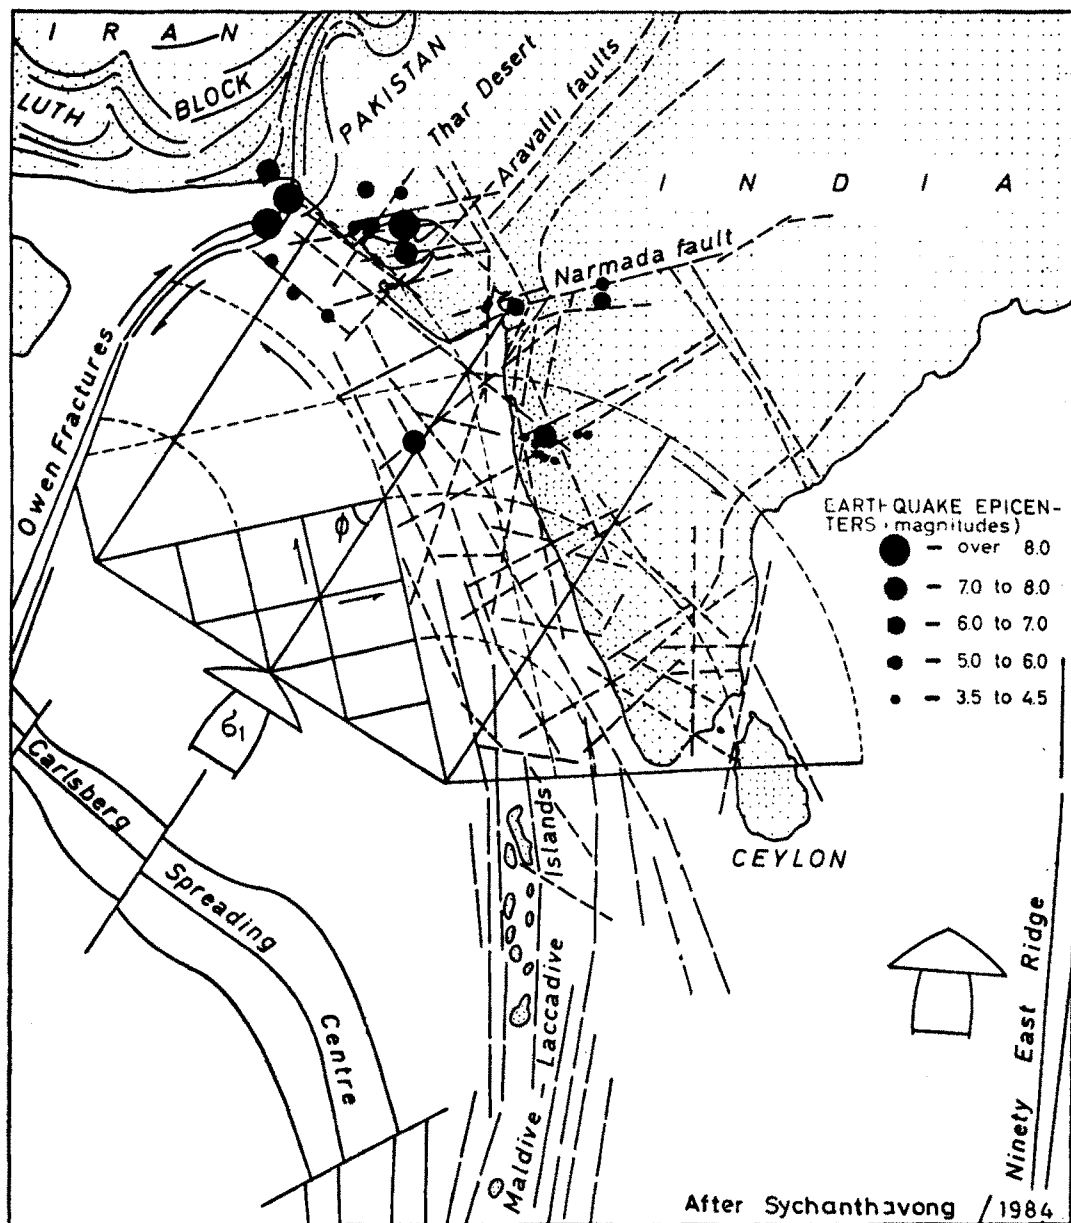 I R A N
LUTH BLOCK
PAKISTAN
Thar Desert
Aravalli faults
I N D I A
Narmada fault
Owen Fractures
ϕ
EARTHQUAKE EPICEN-
TERS (magnitudes)
– over 8.0
– 7.0 to 8.0
– 6.0 to 7.0
– 5.0 to 6.0
– 3.5 to 4.5
Carlsberg
Spreading
Centre
Maldive - Laccadive Islands
CEYLON
Ninety East Ridge
After Sychanthavong / 1984